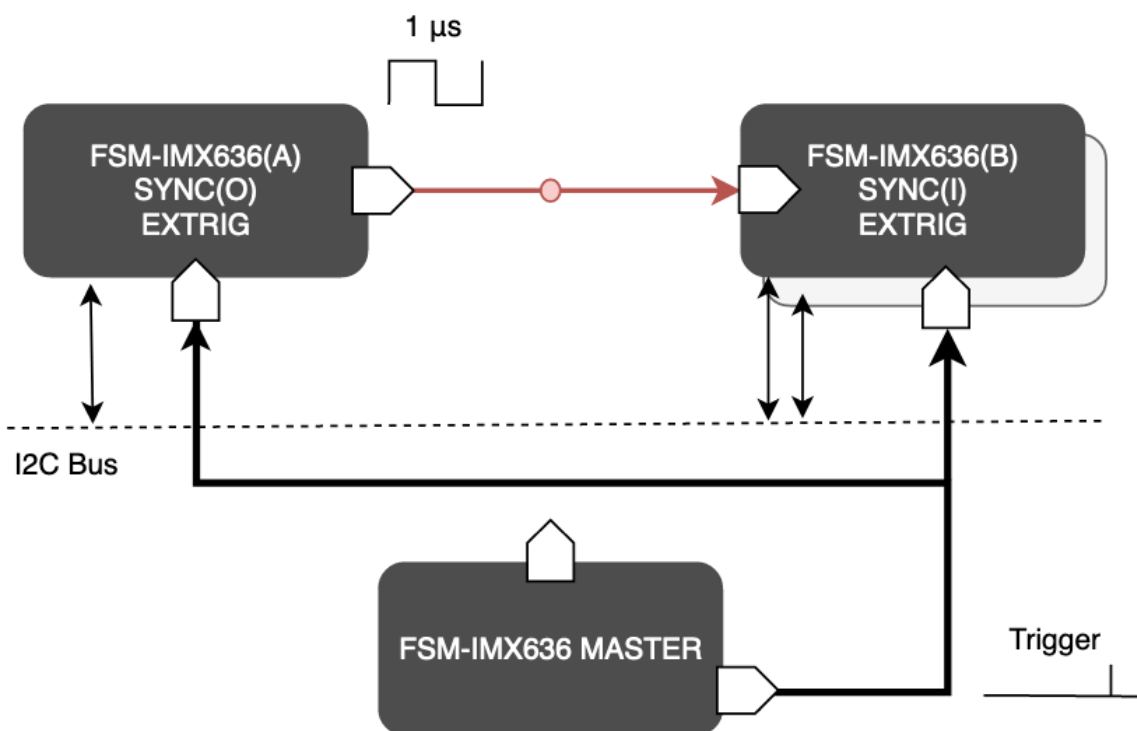 1 µs
FSM-IMX636(A)
SYNC(O)
EXTRIG
FSM-IMX636(B)
SYNC(I)
EXTRIG
I2C Bus
FSM-IMX636 MASTER
Trigger